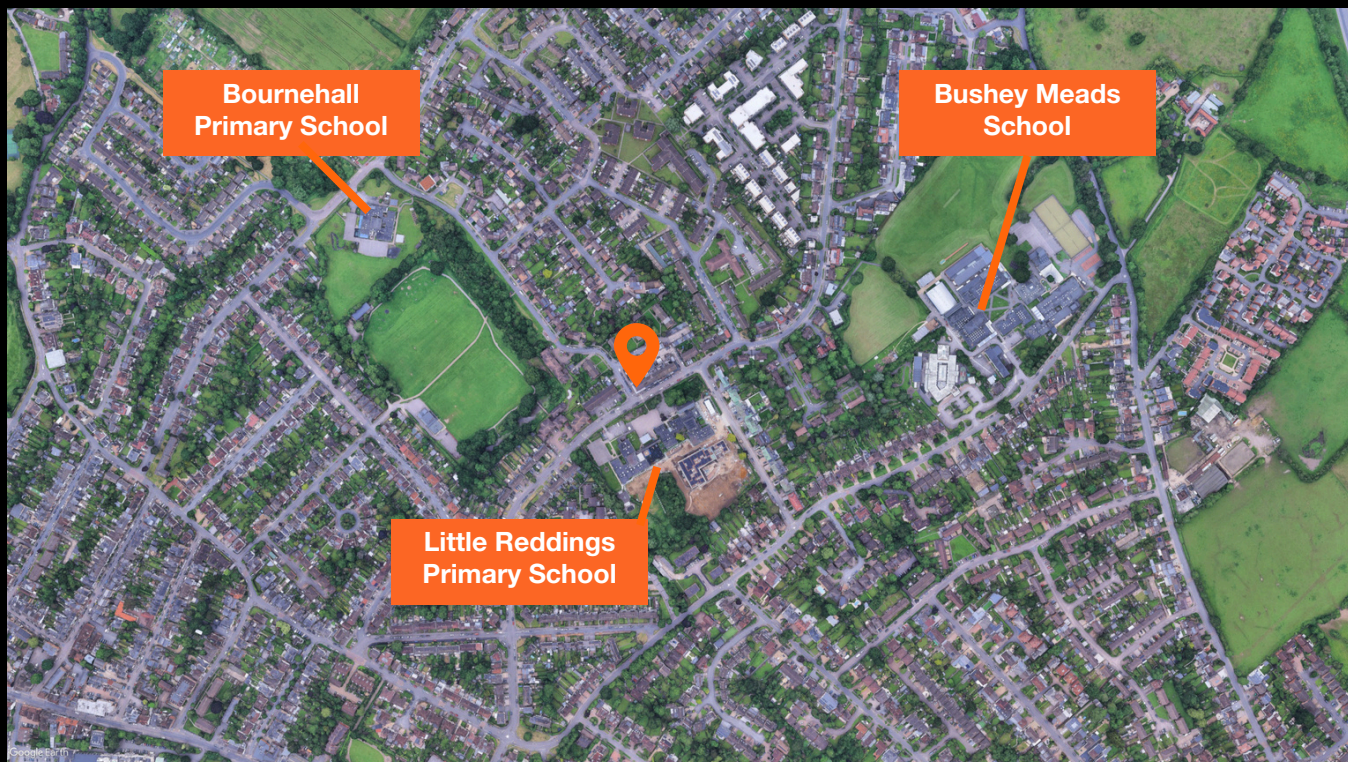 Bournehall
Primary School
Bushey Meads
School
Little Reddings
Primary School
Google Earth